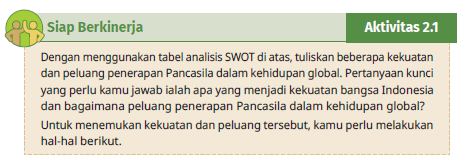 Siap Berkinerja
Aktivitas 2.1
Dengan menggunakan tabel analisis SWOT di atas, tuliskan beberapa kekuatan
dan peluang penerapan Pancasila dalam kehidupan global. Pertanyaan kunci
yang perlu kamu jawab ialah apa yang menjadi kekuatan bangsa Indonesia
dan bagaimana peluang penerapan Pancasila dalam kehidupan global?
Untuk menemukan kekuatan dan peluang tersebut, kamu perlu melakukan
hal-hal berikut.